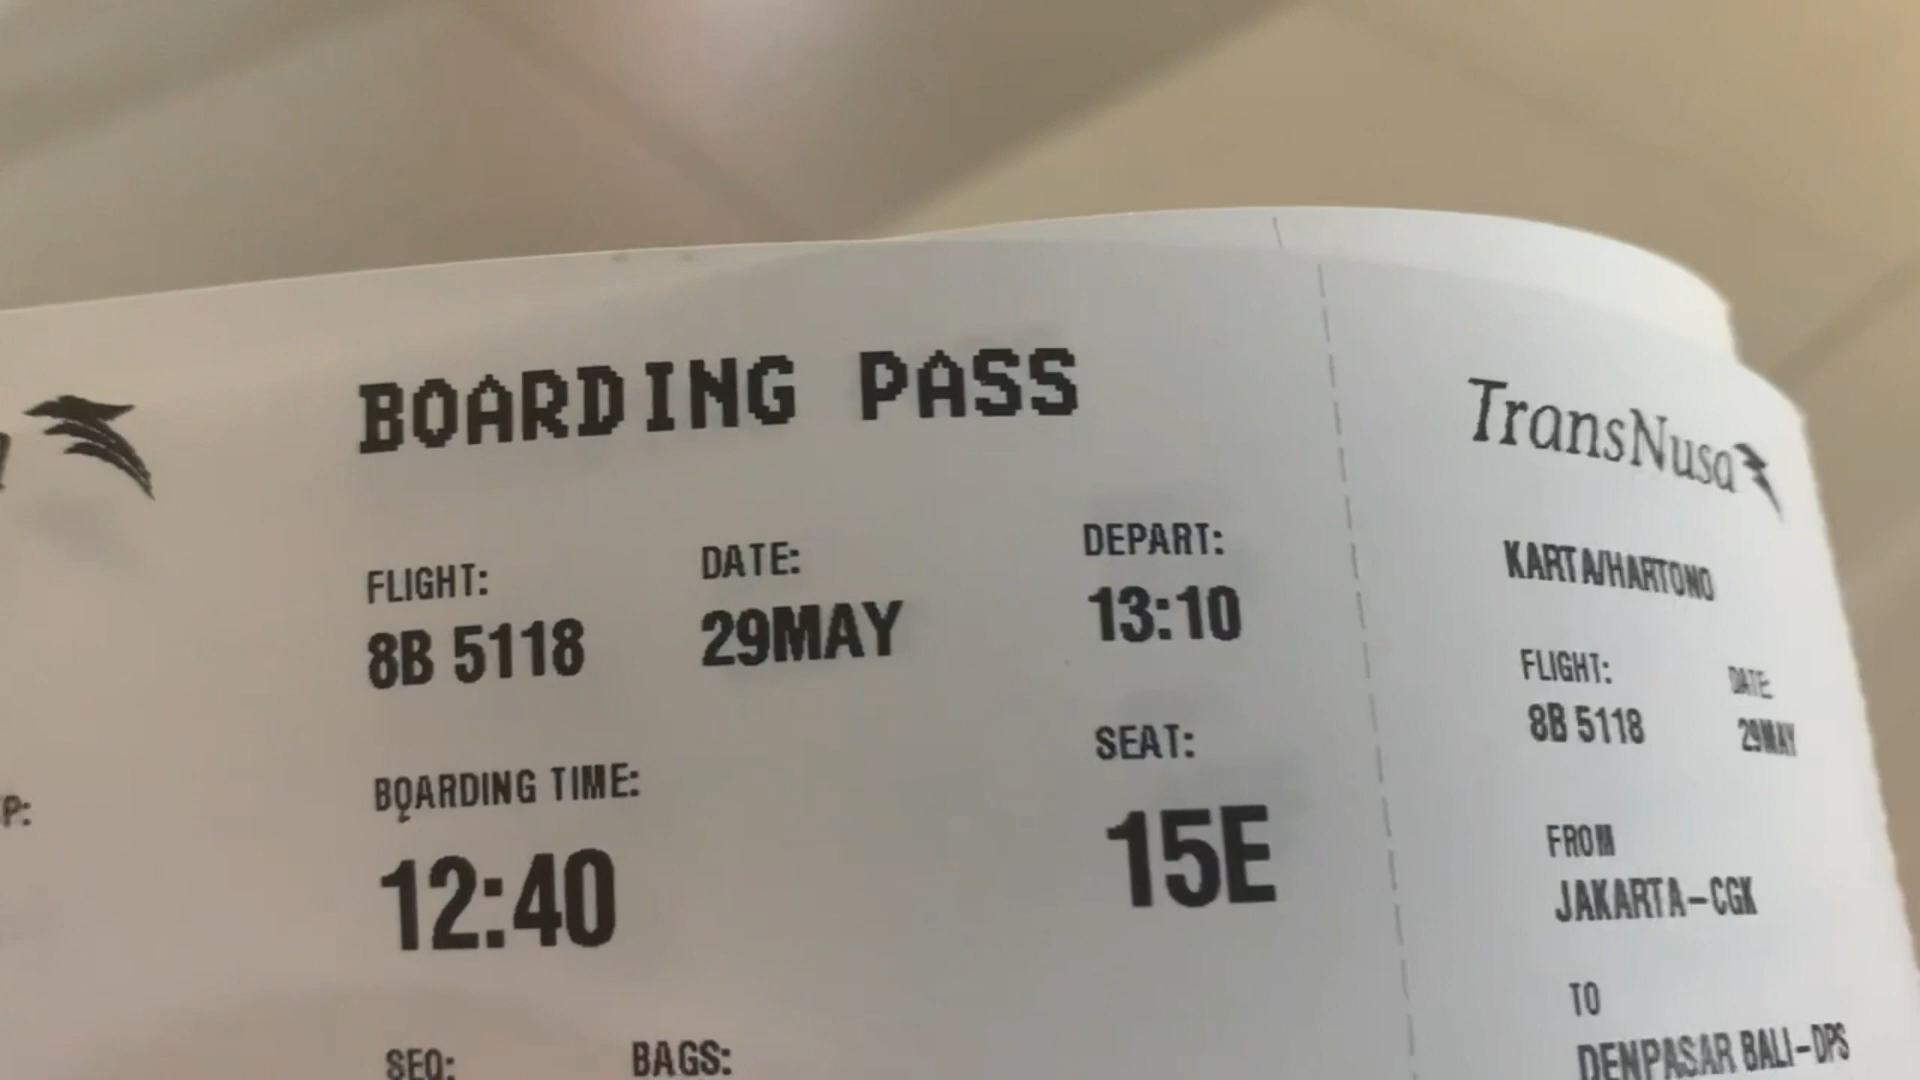 BOARDING PASS
FLIGHT: DATE: DEPART:
8B 5118 29MAY 13:10
BOARDING TIME: SEAT:
12:40 15E
SEQ: BAGS:
P:
TransNusa
KARTA/HARTONO
FLIGHT: DATE
8B 5118 29MAY
FROM
JAKARTA-CGK
TO
DENPASAR BALI-DPS